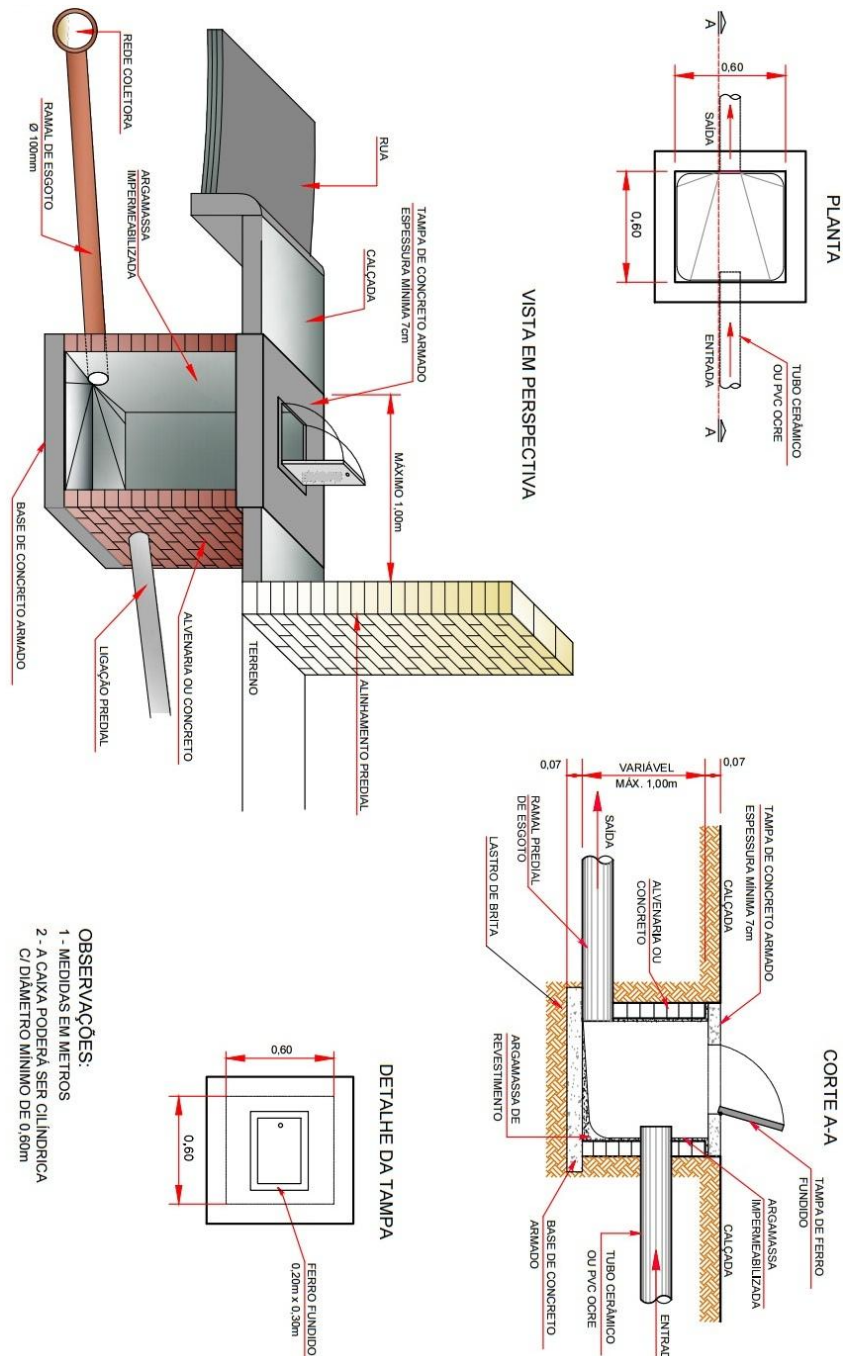 PLANTA
A
A
0,60
0,60
SAÍDA
ENTRADA
TUBO CERÂMICO
OU PVC OCRE
VISTA EM PERSPECTIVA
RUA
CALÇADA
TAMPA DE CONCRETO ARMADO
ESPESSURA MÍNIMA 7cm
MÁXIMO 1,00m
REDE COLETORA
RAMAL DE ESGOTO
Ø 100mm
ARGAMASSA
IMPERMEABILIZADA
ALINHAMENTO PREDIAL
TERRENO
ALVENARIA OU CONCRETO
LIGAÇÃO PREDIAL
BASE DE CONCRETO ARMADO
CORTE A-A
TAMPA DE CONCRETO ARMADO
ESPESSURA MÍNIMA 7cm
CALÇADA
CALÇADA
TAMPA DE FERRO
FUNDIDO
0,07
VARIÁVEL
MÁX. 1,00m
0,07
ALVENARIA OU
CONCRETO
ARGAMASSA
IMPERMEABILIZADA
SAÍDA
RAMAL PREDIAL
DE ESGOTO
LASTRO DE BRITA
ARGAMASSA DE
REVESTIMENTO
BASE DE CONCRETO
ARMADO
TUBO CERÂMICO
OU PVC OCRE
ENTRAD
DETALHE DA TAMPA
0,60
0,60
FERRO FUNDIDO
0,20m x 0,30m
OBSERVAÇÕES:
1 - MEDIDAS EM METROS
2 - A CAIXA PODERÁ SER CILÍNDRICA
C/ DIÂMETRO MÍNIMO DE 0,60m